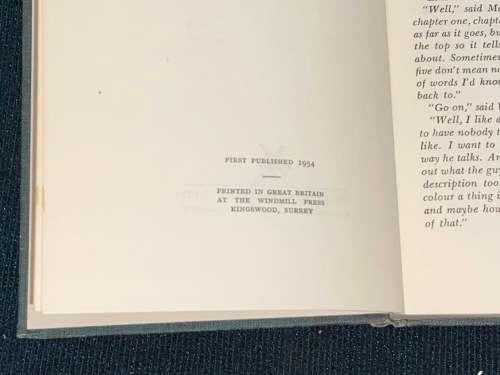 FIRST PUBLISHED 1954
PRINTED IN GREAT BRITAIN
AT THE WINDMILL PRESS
KINGSWOOD, SURREY
"Well," said
chapter one,
as far as it goes,
the top so it tells
about. Sometimes
five don't mean
of words I'd
back to."
"Go on," said
"Well, I like
to have nobody
like. I want to
way he talks.
out what the
description too
colour a thing
and maybe
of that."